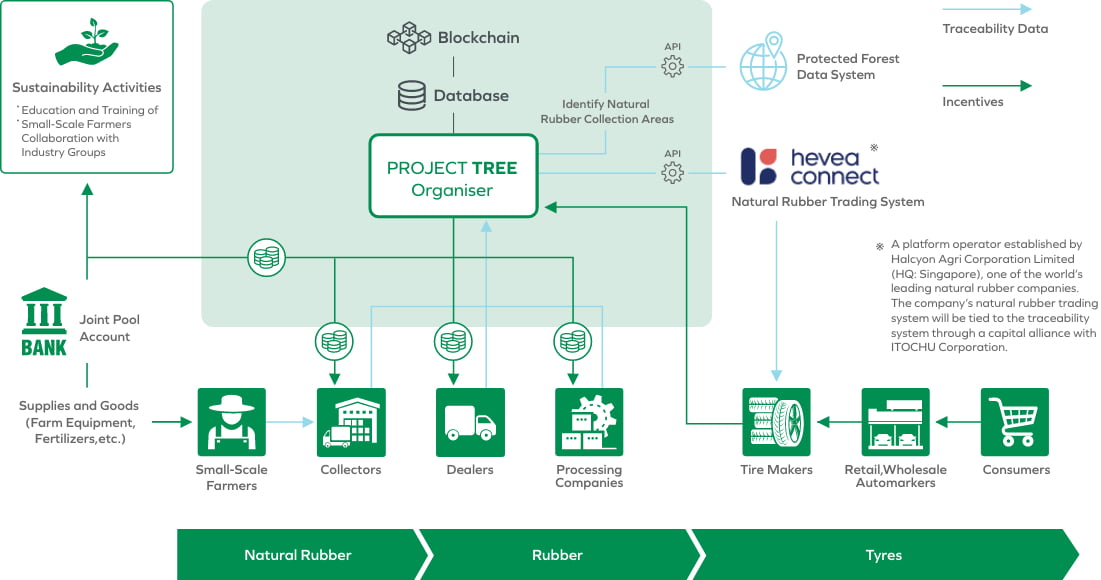 Sustainability Activities
* Education and Training of
* Small-Scale Farmers
Collaboration with
Industry Groups
Blockchain
Database
PROJECT TREE
Organiser
Identify Natural
Rubber Collection Areas
API
API
Protected Forest
Data System
hevea
connect
※
Natural Rubber Trading System
Traceability Data
Incentives
※ A platform operator established by
Halcyon Agri Corporation Limited
(HQ: Singapore), one of the world's
leading natural rubber companies.
The company's natural rubber trading
system will be tied to the traceability
system through a capital alliance with
ITOCHU Corporation.
BANK
Joint Pool
Account
Supplies and Goods
(Farm Equipment,
Fertilizers,etc.)
Small-Scale
Farmers
Collectors
Dealers
Processing
Companies
Tire Makers
Retail,Wholesale
Automarkers
Consumers
Natural Rubber
Rubber
Tyres